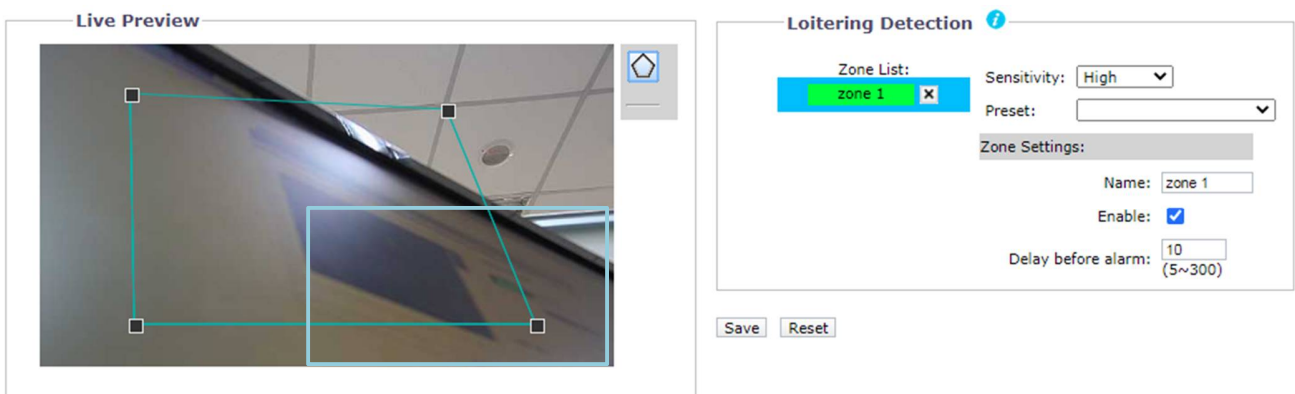 Live Preview
Loitering Detection i
Zone List:
zone 1 x
Sensitivity: High
Preset:
Zone Settings:
Name: zone 1
Enable:
Delay before alarm: 10
(5~300)
Save Reset